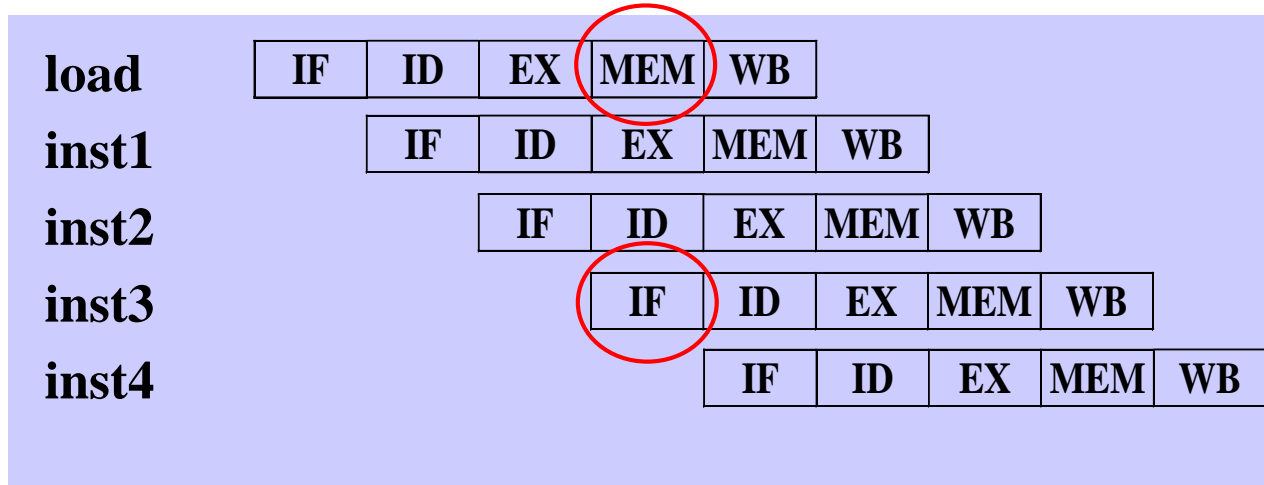 load IF ID EX MEM WB
inst1 IF ID EX MEM WB
inst2 IF ID EX MEM WB
inst3 IF ID EX MEM WB
inst4 IF ID EX MEM WB